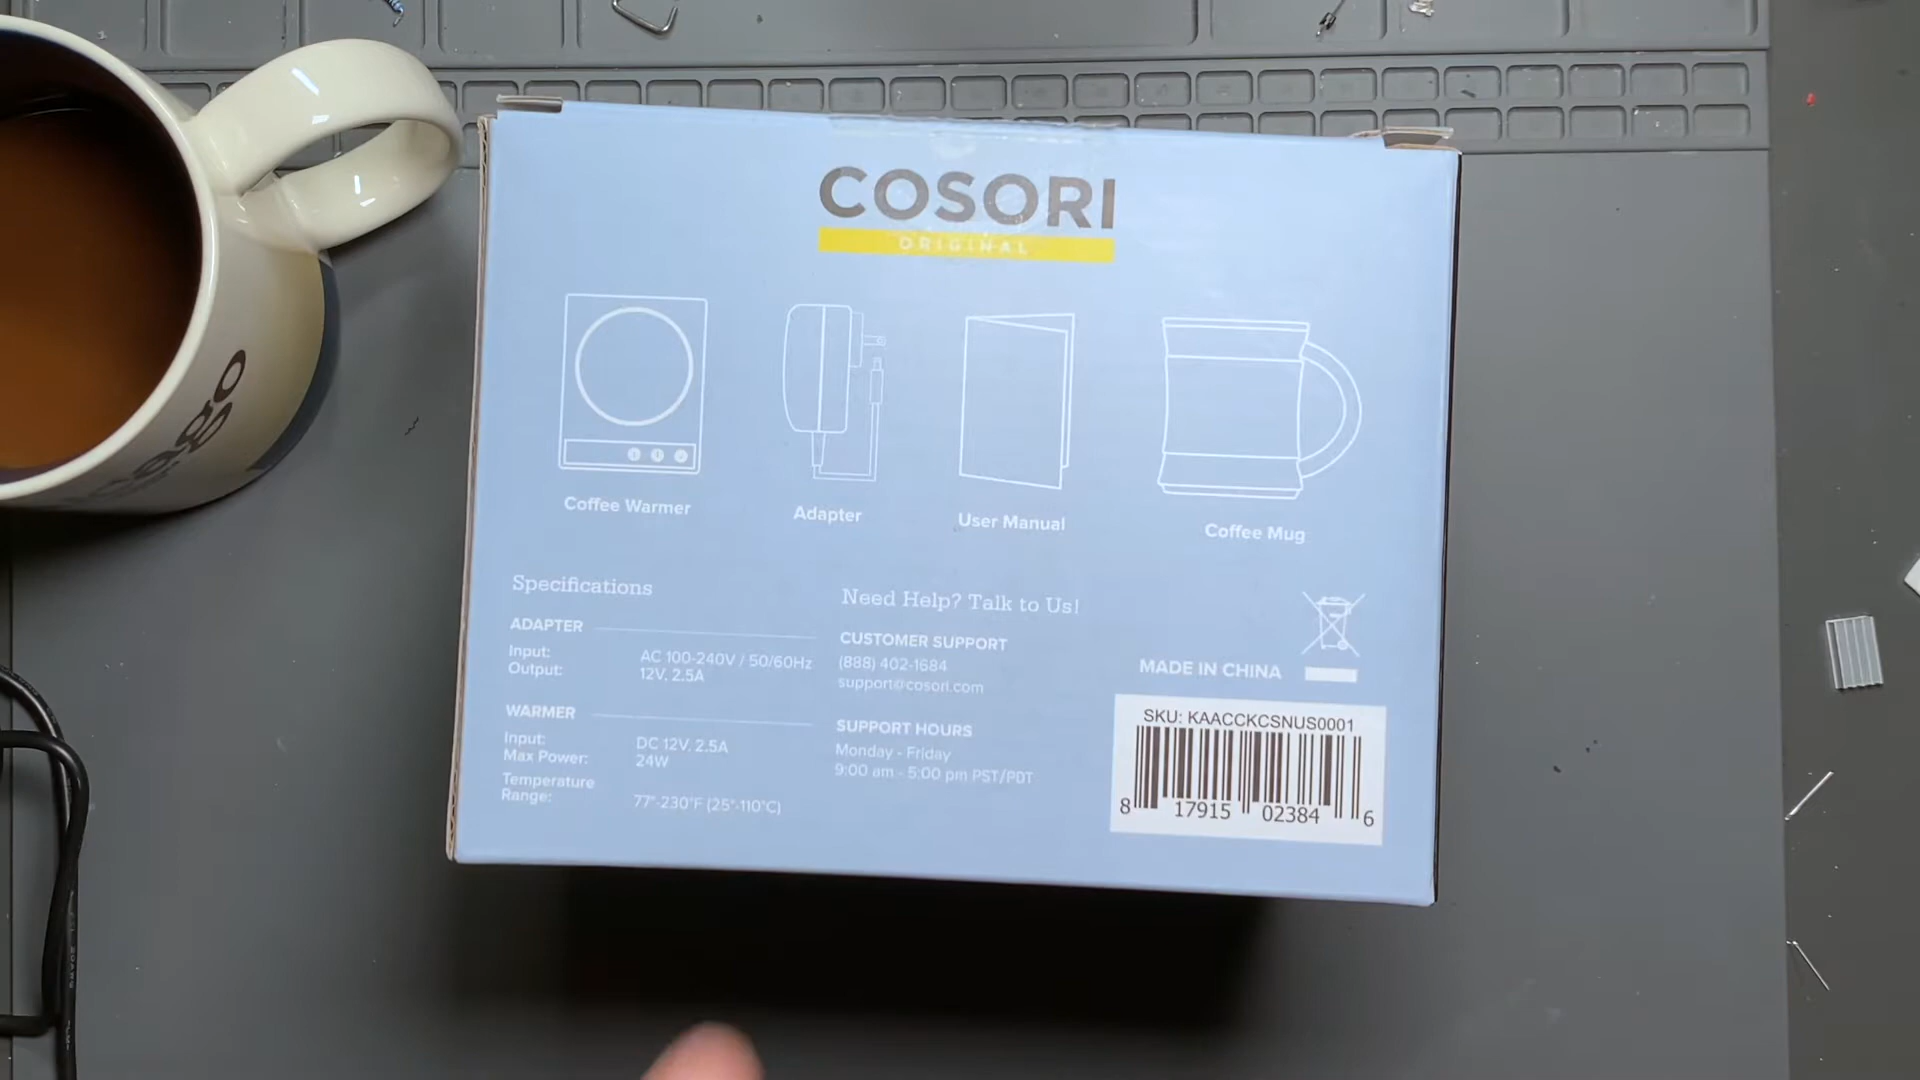 COSORI
ORIGINAL
Coffee Warmer
Adapter
User Manual
Coffee Mug
Specifications
ADAPTER
Input: AC 100-240V / 50/60Hz
Output: 12V, 2.5A
WARMER
Input: DC 12V, 2.5A
Max Power: 24W
Temperature
Range: 77°-230°F (25°-110°C)
Need Help? Talk to Us!
CUSTOMER SUPPORT
(888) 402-1684
support@cosori.com
SUPPORT HOURS
Monday - Friday
9:00 am - 5:00 pm PST/PDT
MADE IN CHINA
SKU: KAACCKCSNUS0001
8 17915 02384 6